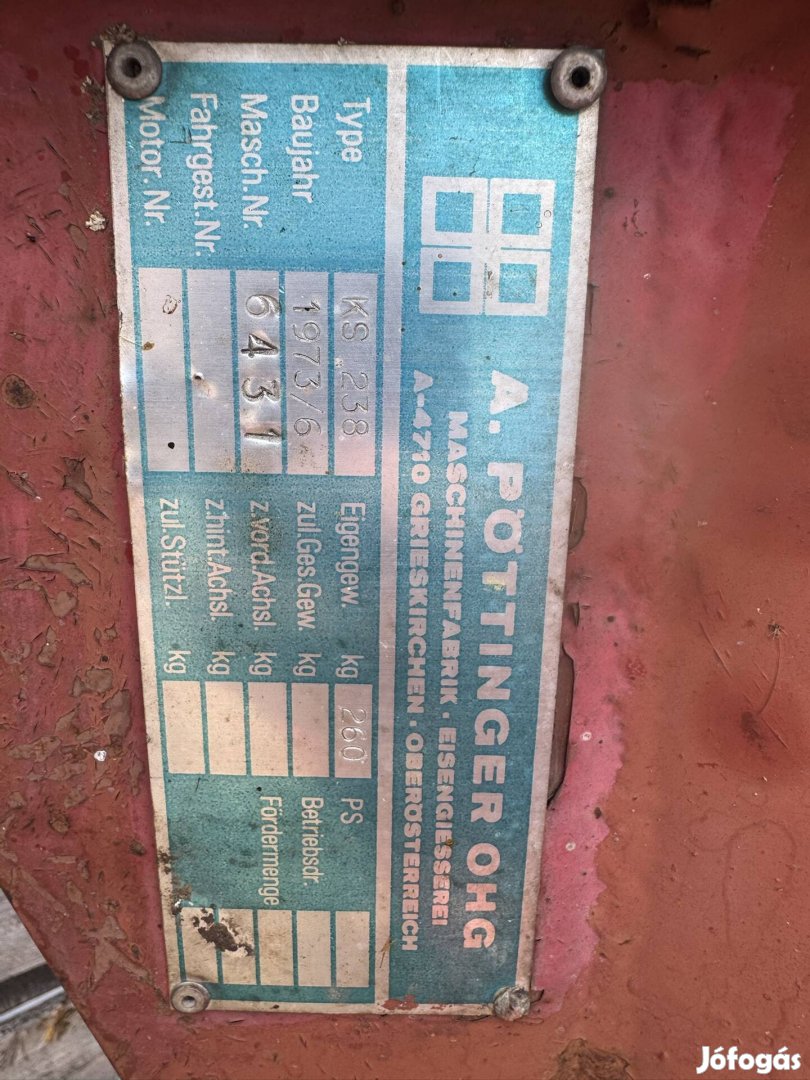 A. PÖTTINGER OHG
MASCHINENFABRIK · EISENGIESSEREI
A-4710 GRIESKIRCHEN · OBERÖSTERREICH
Type KS 238 Eigengew. kg 260 PS
Baujahr 1973/6 zul.Ges.Gew. kg Betriebsdr.
Masch.Nr. 6431 z.vord.Achsl. kg Fördermenge
Fahrgest.Nr. z.hint.Achsl. kg
Motor.Nr. zul.Stützl. kg
Jófogás